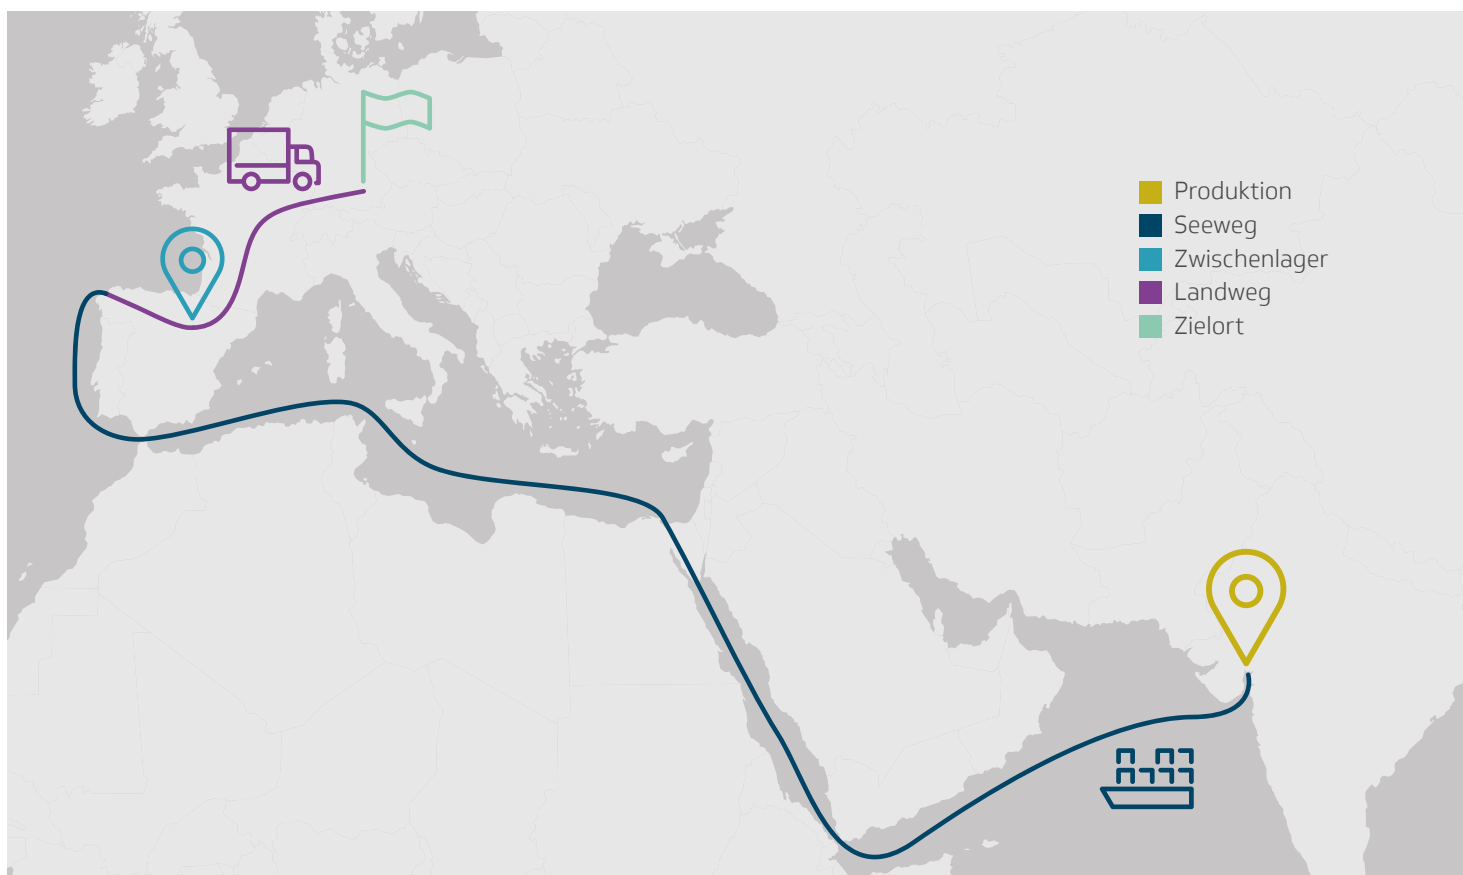 Produktion
Seeweg
Zwischenlager
Landweg
Zielort